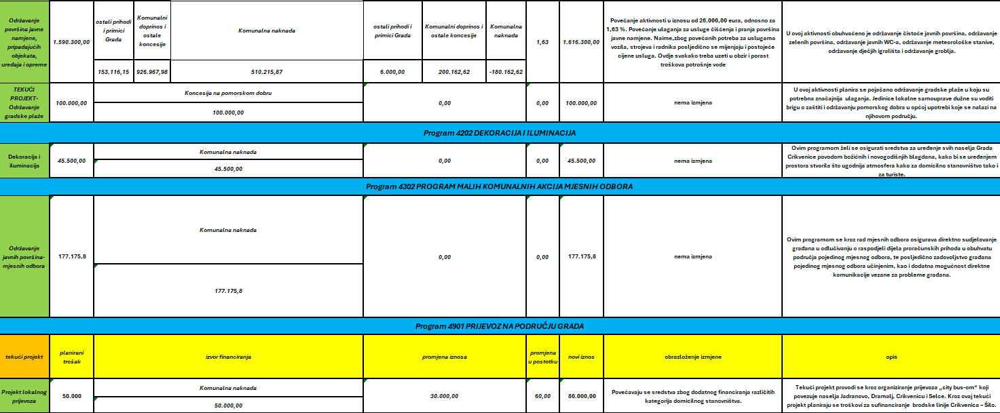 Održavanje
površina javne
namjene,
pripadajućih
objekata,
uređaja i opreme
1.590.300,00
ostali prihodi
i primici
Grada
Komunalni
doprinos i
ostale
koncesije
Komunalna naknada
ostali prihodi i
primici Grada
Komunalni doprinos i
ostale koncesije
Komunalna
naknada
153.116,15
926.967,98
510.215,87
6.000,00
200.162,62
-180.162,62
1,63
1.616.300,00
Povećanje aktivnosti u iznosu od 26.000,00 eura, odnosno za
1,63 %. Povećanje ulaganja za usluge čišćenja i pranja površina
javne namjene. Naime,zbog povećanih potreba za uslugama
vozila, strojeva i radnika posljedično se mijenjaju i postojeće
cijene usluga. Ovdje svakako treba uzeti u obzir i porast
troškova potrošnje vode
U ovoj aktivnosti obuhvaćeno je održavanje čistoće javnih površina, održavanje
zelenih površina, održavanje javnih WC-a, održavanje meteorološke stanive,
održavanje dječjih igrališta i održavanje groblja.
TEKUĆI
PROJEKT-
Održavanje
gradske plaže
100.000,00
Koncesija na pomorskom dobru
100.000,00
0,00
0,00
100.000,00
nema izmjena
U ovoj aktivnosti planira se pojačano održavanje gradske plaže u koju su
potrebna značajnija ulaganja. Jedinice lokalne samouprave dužne su voditi
brigu o zaštiti i održavanju pomorskog dobra u općoj upotrebi koje se nalazi na
njihovom području.
Program 4202 DEKORACIJA I ILUMINACIJA
Dekoracija i
iluminacija
45.500,00
Komunalna naknada
45.500,00
0,00
0,00
45.500,00
nema izmjena
Ovim programom želi se osigurati sredstva za uređenje svih naselja Grada
Crikvenice povodom božićnih i novogodišnjih blagdana, kako bi se uređenjem
prostora stvorila što ugodnija atmosfera kako za domicilno stanovništvo tako i
za turiste.
Program 4302 PROGRAM MALIH KOMUNALNIH AKCIJA MJESNIH ODBORA
Održavanje
javnih površina-
mjesnih odbora
177.175,8
Komunalna naknada
177.175,8
0,00
0,00
177.175,8
nema izmjena
Ovim programom se kroz rad mjesnih odbora osigurava direktno sudjelovanje
građana u odlučivanju o raspodjeli dijela proračunskih prihoda u obuhvatu
područja pojedinog mjesnog odbora, te posljedično zadovoljstvo građana
pojedinog mjesnog odbora učinjenim, kao i dodatna mogućnost direktne
komunikacije vezane za probleme građana.
Program 4901 PRIJEVOZ NA PODRUČJU GRADA
tekući projekt
planirani
trošak
izvor financiranja
promjena iznosa
promjena
u postotku
novi iznos
obrazloženje izmjene
opis
Projekt lokalnog
prijevoza
50.000
Komunalna naknada
50.000,00
30.000,00
60,00
80.000,00
Povećavaju se sredstva zbog dodatnog financiranja različitih
kategorija domicilnog stanovništva.
Tekući projekt provodi se kroz organiziranje prijevoza „city bus-om“ koji
povezuje naselja Jadranovo, Dramalj, Crikvenicu i Selce. Kroz ovaj tekući
projekt planiraju se troškovi za sufinanciranje brodske linije Crikvenica – Šilo.